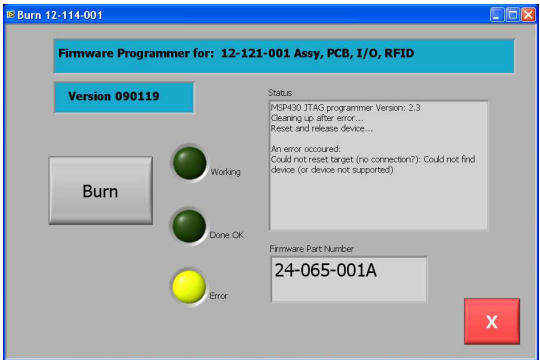 Burn 12-114-001
Firmware Programmer for: 12-121-001 Assy, PCB, I/O, RFID
Version 090119
Status
MSP430 JTAG programmer Version: 2.3
Cleaning up after error...
Reset and release device...
An error occoured:
Could not reset target (no connection?): Could not find
device (or device not supported)
Working
Burn
Done OK
Firmware Part Number
24-065-001A
Error
X